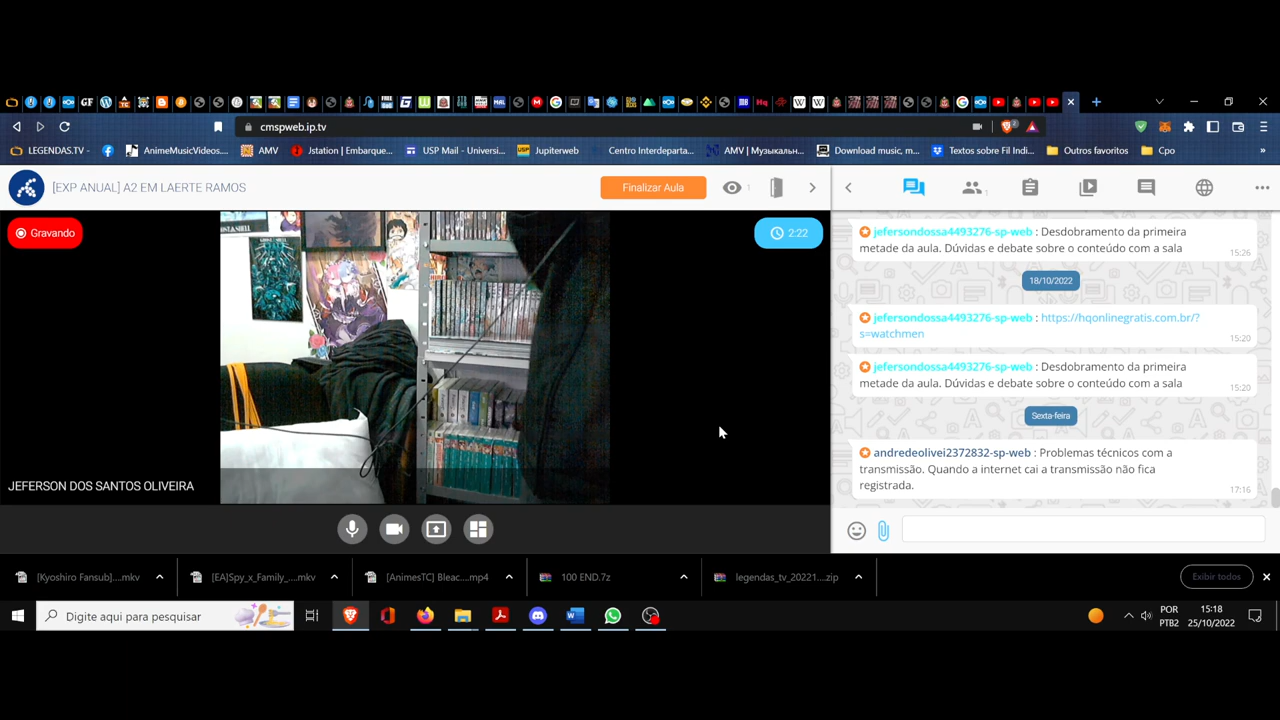 cmspweb.ip.tv
LEGENDAS.TV - AnimeMusicVideos... AMV Jstation | Embarque... USP Mail - Universi... Jupiterweb Centro Interdeparta... AMV | Музыкальн... Download music, m... Textos sobre Fil Indi... Outros favoritos Cpo
[EXP ANUAL] A2 EM LAERTE RAMOS
Finalizar Aula
1
1
Gravando
2:22
JEFERSON DOS SANTOS OLIVEIRA
jefersondossa4493276-sp-web : Desdobramento da primeira
metade da aula. Dúvidas e debate sobre o conteúdo com a sala
15:26
18/10/2022
jefersondossa4493276-sp-web : https://hqonlinegratis.com.br/?
s=watchmen
15:20
jefersondossa4493276-sp-web : Desdobramento da primeira
metade da aula. Dúvidas e debate sobre o conteúdo com a sala
15:20
Sexta-feira
andredeolivei2372832-sp-web : Problemas técnicos com a
transmissão. Quando a internet cai a transmissão não fica
registrada.
17:16
[Kyoshiro Fansub]....mkv [EA]Spy_x_Family_....mkv [AnimesTC] Bleac....mp4 100 END.7z legendas_tv_20221....zip Exibir todos
Digite aqui para pesquisar
POR
PTB2
15:18
25/10/2022